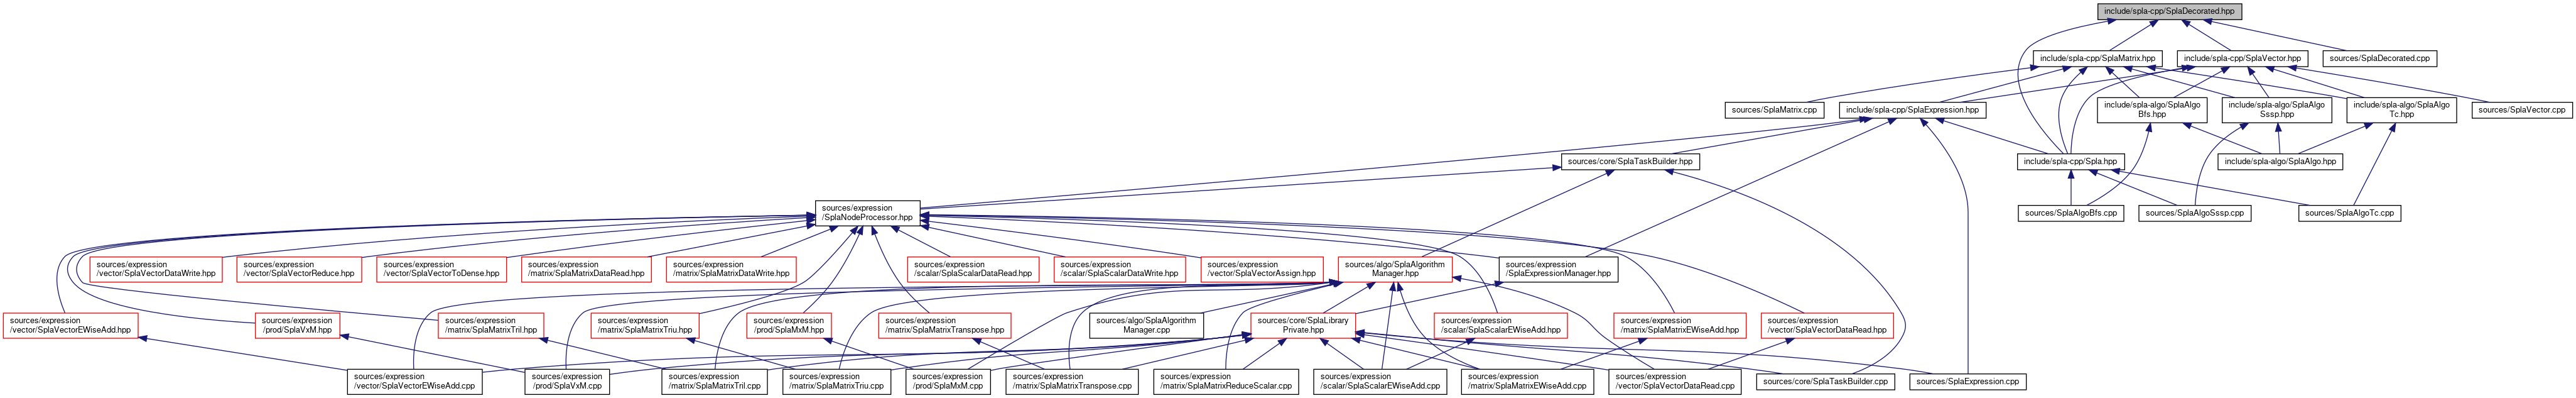 include/spla-cpp/SplaDecorated.hpp
include/spla-cpp/SplaMatrix.hpp
include/spla-cpp/SplaVector.hpp
sources/SplaDecorated.cpp
sources/SplaMatrix.cpp
include/spla-cpp/SplaExpression.hpp
include/spla-algo/SplaAlgo
Bfs.hpp
include/spla-algo/SplaAlgo
Sssp.hpp
include/spla-algo/SplaAlgo
Tc.hpp
sources/SplaVector.cpp
sources/core/SplaTaskBuilder.hpp
include/spla-cpp/Spla.hpp
include/spla-algo/SplaAlgo.hpp
sources/expression
/SplaNodeProcessor.hpp
sources/SplaAlgoBfs.cpp
sources/SplaAlgoSssp.cpp
sources/SplaAlgoTc.cpp
sources/expression
/vector/SplaVectorDataWrite.hpp
sources/expression
/vector/SplaVectorReduce.hpp
sources/expression
/vector/SplaVectorToDense.hpp
sources/expression
/matrix/SplaMatrixDataRead.hpp
sources/expression
/matrix/SplaMatrixDataWrite.hpp
sources/expression
/scalar/SplaScalarDataRead.hpp
sources/expression
/scalar/SplaScalarDataWrite.hpp
sources/expression
/vector/SplaVectorAssign.hpp
sources/algo/SplaAlgorithm
Manager.hpp
sources/expression
/SplaExpressionManager.hpp
sources/expression
/vector/SplaVectorEWiseAdd.hpp
sources/expression
/prod/SplaVxM.hpp
sources/expression
/matrix/SplaMatrixTril.hpp
sources/expression
/matrix/SplaMatrixTriu.hpp
sources/expression
/prod/SplaMxM.hpp
sources/expression
/matrix/SplaMatrixTranspose.hpp
sources/algo/SplaAlgorithm
Manager.cpp
sources/core/SplaLibrary
Private.hpp
sources/expression
/scalar/SplaScalarEWiseAdd.hpp
sources/expression
/matrix/SplaMatrixEWiseAdd.hpp
sources/expression
/vector/SplaVectorDataRead.hpp
sources/expression
/vector/SplaVectorEWiseAdd.cpp
sources/expression
/prod/SplaVxM.cpp
sources/expression
/matrix/SplaMatrixTril.cpp
sources/expression
/matrix/SplaMatrixTriu.cpp
sources/expression
/prod/SplaMxM.cpp
sources/expression
/matrix/SplaMatrixTranspose.cpp
sources/expression
/matrix/SplaMatrixReduceScalar.cpp
sources/expression
/scalar/SplaScalarEWiseAdd.cpp
sources/expression
/matrix/SplaMatrixEWiseAdd.cpp
sources/expression
/vector/SplaVectorDataRead.cpp
sources/core/SplaTaskBuilder.cpp
sources/SplaExpression.cpp